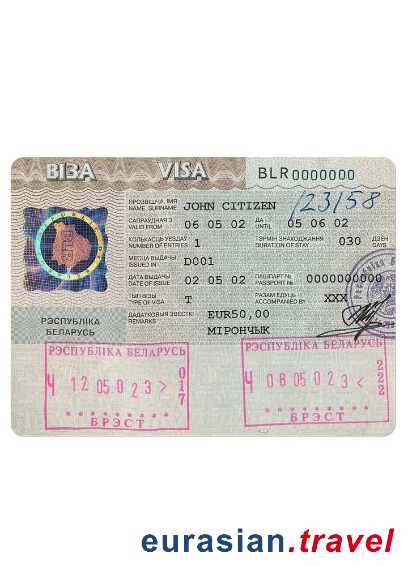 ВІЗА VISA BLR0000000
ПРОЗВІШЧА, ІМЯ
NAME, SURNAME
JOHN CITIZEN 123158
САПРАЎДНАЯ З
VALID FROM
06 05 02 ДА
UNTIL
05 06 02
КОЛЬКАСЦЬ УЕЗДАЎ
NUMBER OF ENTRIES
1 ТЭРМІН ЗНАХОДЖАННЯ
DURATION OF STAY
030 ДЗЁН
DAYS
МЕСЦА ВЫДАЧЫ
ISSUED IN
D001
ДАТА ВЫДАЧЫ
DATE OF ISSUE
02 05 02 ПАШПАРТ №
PASSPORT №
0000000000
ТЫП ВІЗЫ
TYPE OF VISA
T РАЗАМ ЕДУЦЬ
ACCOMPANIED BY
XXX
ДАДАТКОВЫЯ ЗВЕСТКІ
REMARKS
EUR50,00
МІРОНЧЫК
РЭСПУБЛІКА
БЕЛАРУСЬ
РЭСПУБЛІКА БЕЛАРУСЬ
Ч 12 05.02 3 > 017
БРЭСТ
РЭСПУБЛІКА БЕЛАРУСЬ
Ч 08 05 02 3 < 222
БРЭСТ
eurasian.travel